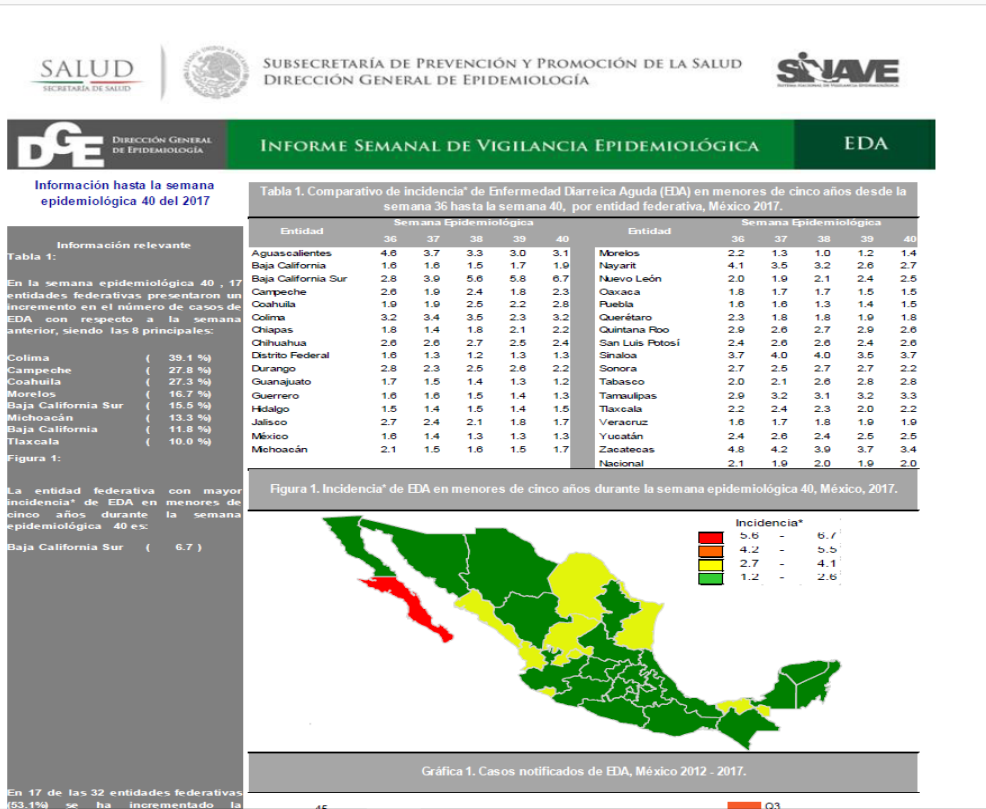 SALUD
SECRETARÍA DE SALUD
SUBSECRETARÍA DE PREVENCIÓN Y PROMOCIÓN DE LA SALUD
DIRECCIÓN GENERAL DE EPIDEMIOLOGÍA
SINAVE
DGE
DIRECCIÓN GENERAL
DE EPIDEMIOLOGÍA
INFORME SEMANAL DE VIGILANCIA EPIDEMIOLÓGICA
EDA
Información hasta la semana
epidemiológica 40 del 2017
Información relevante
Tabla 1:
En la semana epidemiológica 40 , 17
entidades federativas presentaron un
incremento en el número de casos de
EDA con respecto a la semana
anterior, siendo las 8 principales:
Colima ( 39.1 %)
Campeche ( 27.8 %)
Coahuila ( 27.3 %)
Morelos ( 16.7 %)
Baja California Sur ( 15.5 %)
Michoacán ( 13.3 %)
Baja California ( 11.8 %)
Tlaxcala ( 10.0 %)
Figura 1:
La entidad federativa con mayor
incidencia* de EDA en menores de
cinco años durante la semana
epidemiológica 40 es:
Baja California Sur ( 6.7 )
En 17 de las 32 entidades federativas
(53.1%) se ha incrementado la
Tabla 1. Comparativo de incidencia* de Enfermedad Diarreica Aguda (EDA) en menores de cinco años desde la
semana 36 hasta la semana 40, por entidad federativa, México 2017.
Entidad Semana Epidemiológica Entidad Semana Epidemiológica
36 37 38 39 40 36 37 38 39 40
Aguascalientes 4.6 3.7 3.3 3.0 3.1 Morelos 2.2 1.3 1.0 1.2 1.4
Baja California 1.6 1.6 1.5 1.7 1.9 Nayarit 4.1 3.5 3.2 2.6 2.7
Baja California Sur 2.8 3.9 5.6 5.8 6.7 Nuevo León 2.0 1.9 2.1 2.4 2.5
Campeche 2.6 1.9 2.4 1.8 2.3 Oaxaca 1.8 1.7 1.7 1.5 1.5
Coahuila 1.9 1.9 2.5 2.2 2.8 Puebla 1.6 1.6 1.3 1.4 1.5
Colima 3.2 3.4 3.5 2.3 3.2 Querétaro 2.3 1.8 1.8 1.9 1.8
Chiapas 1.8 1.4 1.8 2.1 2.2 Quintana Roo 2.9 2.6 2.7 2.9 2.6
Chihuahua 2.6 2.6 2.7 2.5 2.4 San Luis Potosí 2.4 2.6 2.6 2.4 2.6
Distrito Federal 1.6 1.3 1.2 1.3 1.3 Sinaloa 3.7 4.0 4.0 3.5 3.7
Durango 2.8 2.3 2.5 2.6 2.2 Sonora 2.7 2.5 2.7 2.7 2.2
Guanajuato 1.7 1.5 1.4 1.3 1.2 Tabasco 2.0 2.1 2.6 2.8 2.8
Guerrero 1.6 1.6 1.5 1.4 1.3 Tamaulipas 2.9 3.2 3.1 3.2 3.3
Hidalgo 1.5 1.4 1.5 1.4 1.5 Tlaxcala 2.2 2.4 2.3 2.0 2.2
Jalisco 2.7 2.4 2.1 1.8 1.7 Veracruz 1.6 1.7 1.8 1.9 1.9
México 1.6 1.4 1.3 1.3 1.3 Yucatán 2.4 2.6 2.4 2.5 2.5
Michoacán 2.1 1.5 1.6 1.5 1.7 Zacatecas 4.8 4.2 3.9 3.7 3.4
Nacional 2.1 1.9 2.0 1.9 2.0
Figura 1. Incidencia* de EDA en menores de cinco años durante la semana epidemiológica 40, México, 2017.
Incidencia*
5.6 - 6.7
4.2 - 5.5
2.7 - 4.1
1.2 - 2.6
Gráfica 1. Casos notificados de EDA, México 2012 - 2017.
45
Q3